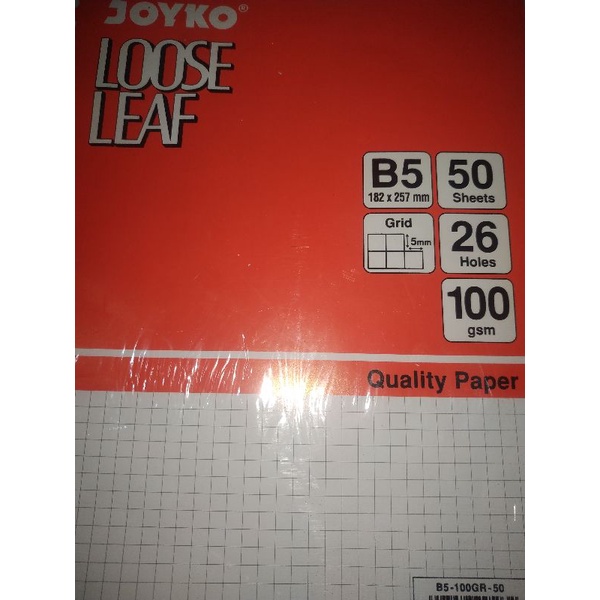 JOYKO®
LOOSE
LEAF
B5
182 x 257 mm
50
Sheets
Grid
5mm
26
Holes
100
gsm
Quality Paper
B5-100GR-50